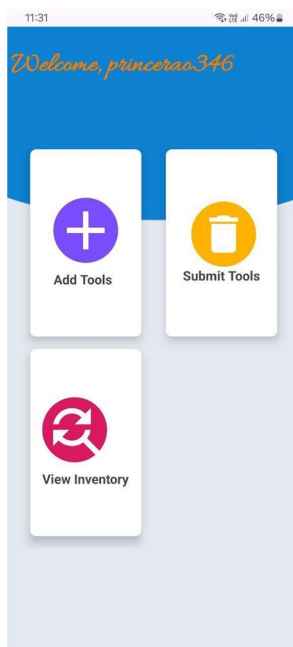 11:31
46%
Welcome, princerao346
Add Tools
Submit Tools
View Inventory